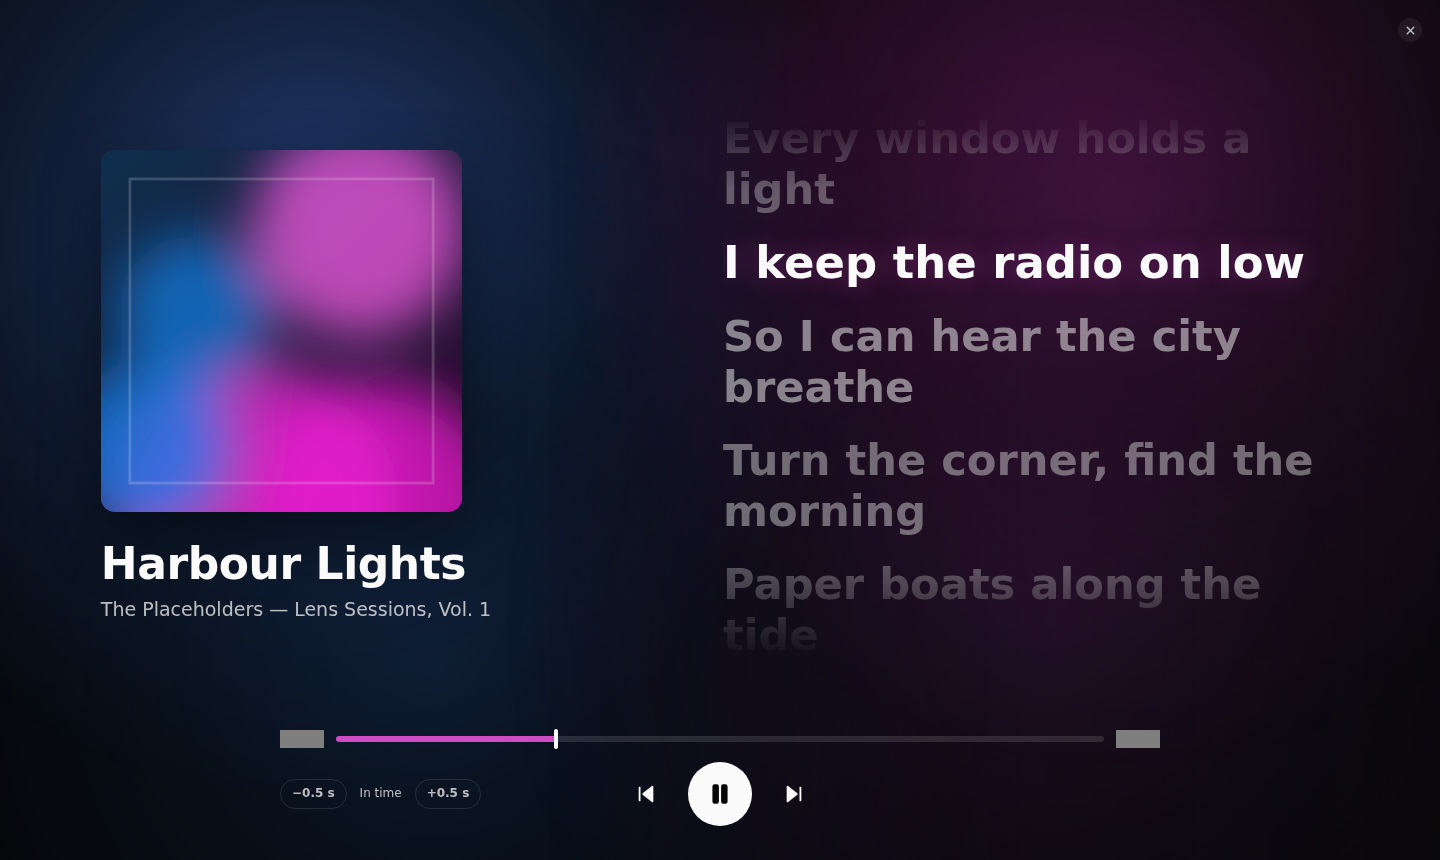 Every window holds a
light
I keep the radio on low
So I can hear the city
breathe
Turn the corner, find the
morning
Paper boats along the
tide
Harbour Lights
The Placeholders — Lens Sessions, Vol. 1
−0.5 s
In time
+0.5 s